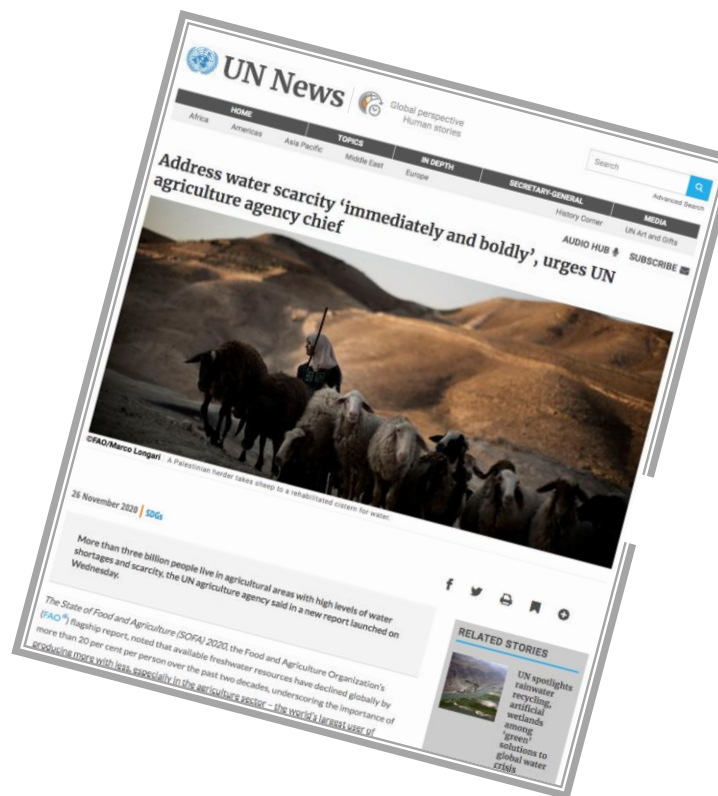 UN News
Global perspective
Human stories
Search
Advanced Search
HOME
TOPICS
IN DEPTH
SECRETARY-GENERAL
MEDIA
Africa
Americas
Asia Pacific
Middle East
Europe
History Corner
UN Art and Gifts
AUDIO HUB
SUBSCRIBE
Address water scarcity ‘immediately and boldly’, urges UN
agriculture agency chief
©FAO/Marco Longari | A Palestinian herder takes sheep to a rehabilitated cistern for water.
26 November 2020 | SDGs
More than three billion people live in agricultural areas with high levels of water
shortages and scarcity, the UN agriculture agency said in a new report launched on
Wednesday.
The State of Food and Agriculture (SOFA) 2020, the Food and Agriculture Organization's
(FAO) flagship report, noted that available freshwater resources have declined globally by
more than 20 per cent per person over the past two decades, underscoring the importance of
producing more with less, especially in the agriculture sector – the world's largest user of
RELATED STORIES
UN spotlights
rainwater
recycling,
artificial
wetlands
among
‘green’
solutions to
global water
crisis